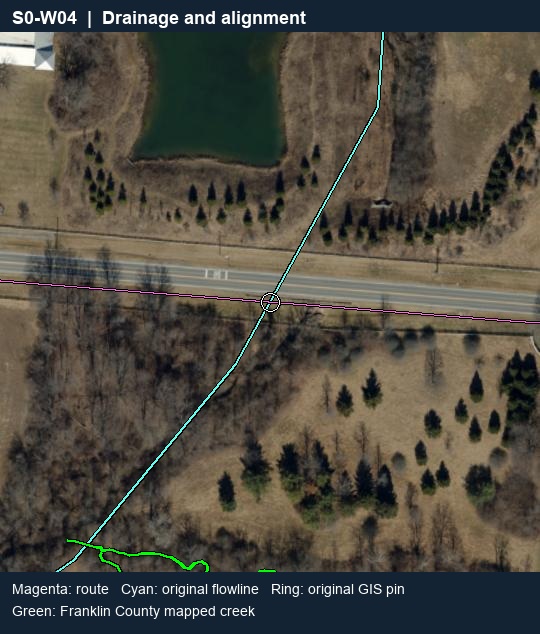 S0-W04 | Drainage and alignment
Magenta: route Cyan: original flowline Ring: original GIS pin
Green: Franklin County mapped creek